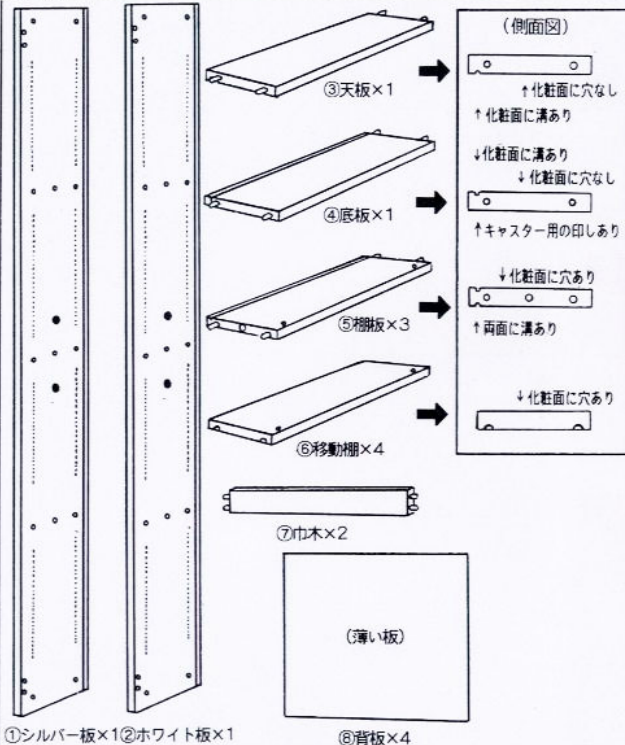 (側面図)
③天板×1
↑化粧面に穴なし
↑化粧面に溝あり
↓化粧面に溝あり
↓化粧面に穴なし
④底板×1
↑キャスター用の印しあり
↓化粧面に穴あり
⑤棚板×3
↑両面に溝あり
↓化粧面に穴あり
⑥移動棚×4
⑦巾木×2
(薄い板)
①シルバー板×1②ホワイト板×1
⑧背板×4